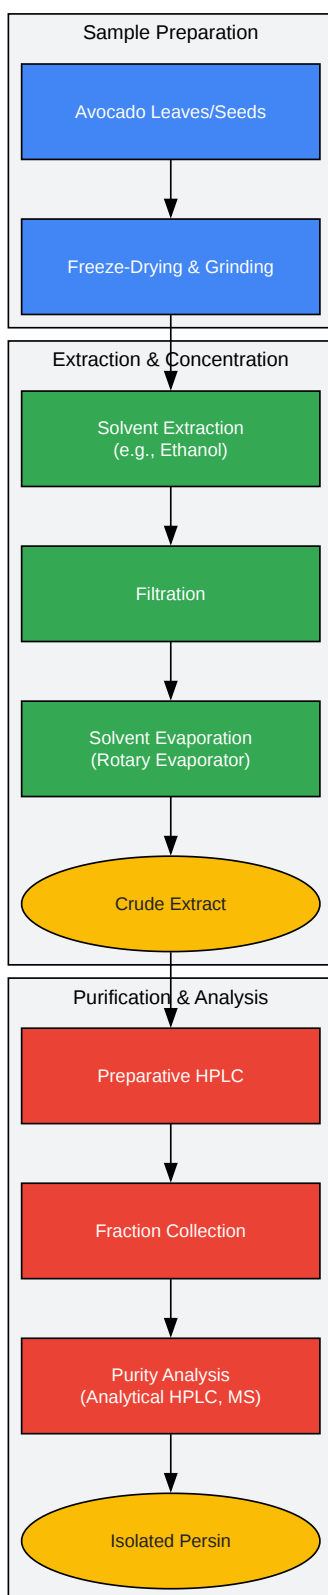 Sample Preparation
Avocado Leaves/Seeds
Freeze-Drying & Grinding
Extraction & Concentration
Solvent Extraction
(e.g., Ethanol)
Filtration
Solvent Evaporation
(Rotary Evaporator)
Crude Extract
Purification & Analysis
Preparative HPLC
Fraction Collection
Purity Analysis
(Analytical HPLC, MS)
Isolated Persin